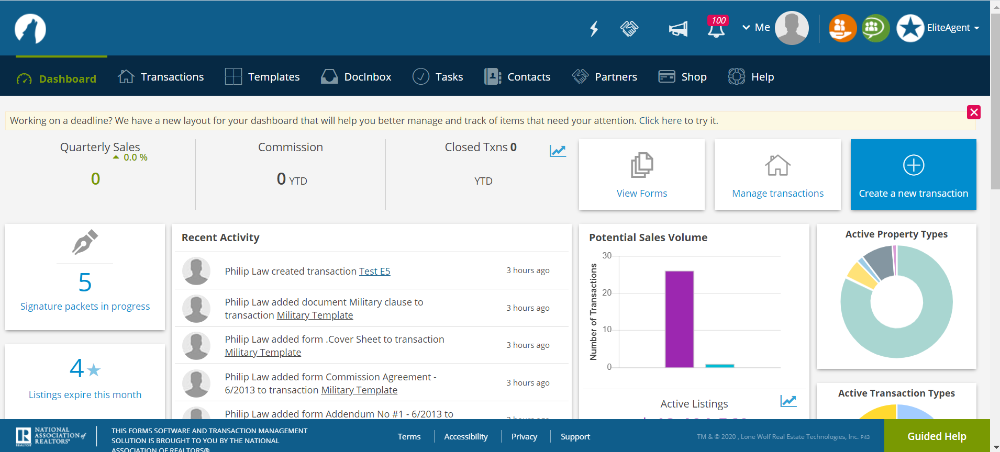 100
Me
EliteAgent
Dashboard
Transactions
Templates
DocInbox
Tasks
Contacts
Partners
Shop
Help
Working on a deadline? We have a new layout for your dashboard that will help you better manage and track of items that need your attention. Click here to try it.
Quarterly Sales
0.0 %
0
Commission
0 YTD
Closed Txns 0
YTD
View Forms
Manage transactions
Create a new transaction
5
Signature packets in progress
4
Listings expire this month
Recent Activity
Philip Law created transaction Test E5
3 hours ago
Philip Law added document Military clause to
transaction Military Template
3 hours ago
Philip Law added form .Cover Sheet to transaction
Military Template
3 hours ago
Philip Law added form Commission Agreement -
6/2013 to transaction Military Template
3 hours ago
Philip Law added form Addendum No #1 - 6/2013 to
Potential Sales Volume
Number of Transactions
30
20
10
0
Active Listings
Active Property Types
Active Transaction Types
NATIONAL
ASSOCIATION of
REALTORS®
REALTOR®
THIS FORMS SOFTWARE AND TRANSACTION MANAGEMENT
SOLUTION IS BROUGHT TO YOU BY THE NATIONAL
ASSOCIATION OF REALTORS®
Terms
Accessibility
Privacy
Support
TM & © 2020 , Lone Wolf Real Estate Technologies, Inc. P43
Guided Help